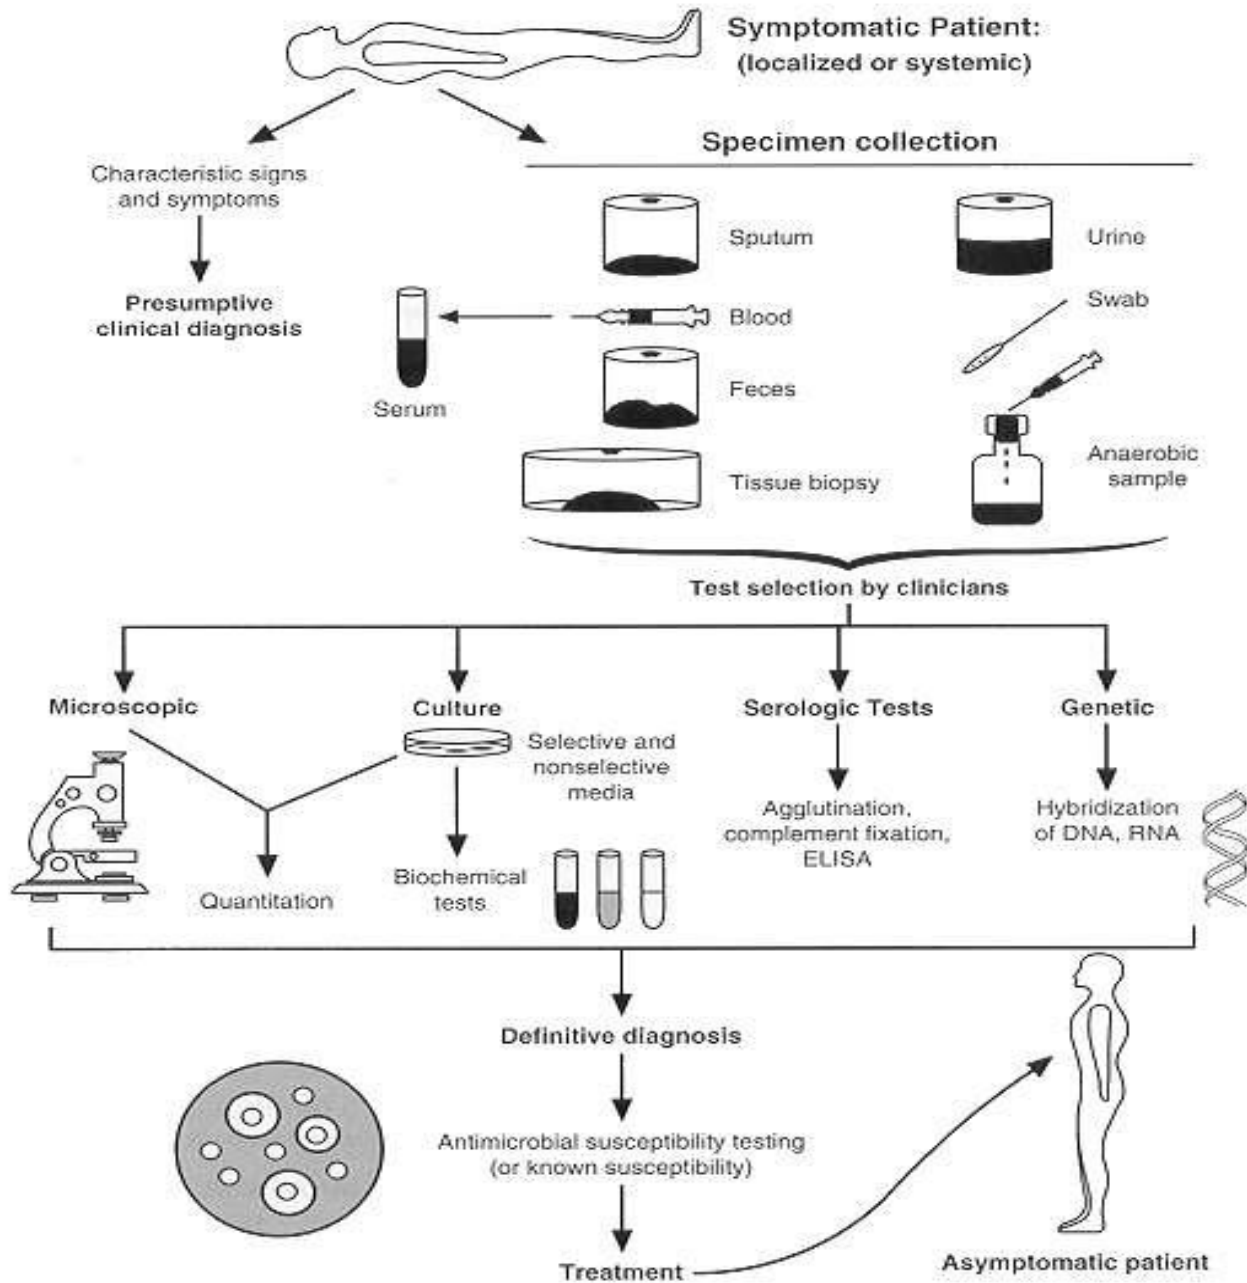 Symptomatic Patient:
(localized or systemic)
Specimen collection
Characteristic signs
and symptoms
Presumptive
clinical diagnosis
Sputum
Urine
Blood
Swab
Serum
Feces
Tissue biopsy
Anaerobic
sample
Test selection by clinicians
Microscopic
Culture
Serologic Tests
Genetic
Selective and
nonselective
media
Quantitation
Biochemical
tests
Agglutination,
complement fixation,
ELISA
Hybridization
of DNA, RNA
Definitive diagnosis
Antimicrobial susceptibility testing
(or known susceptibility)
Treatment
Asymptomatic patient